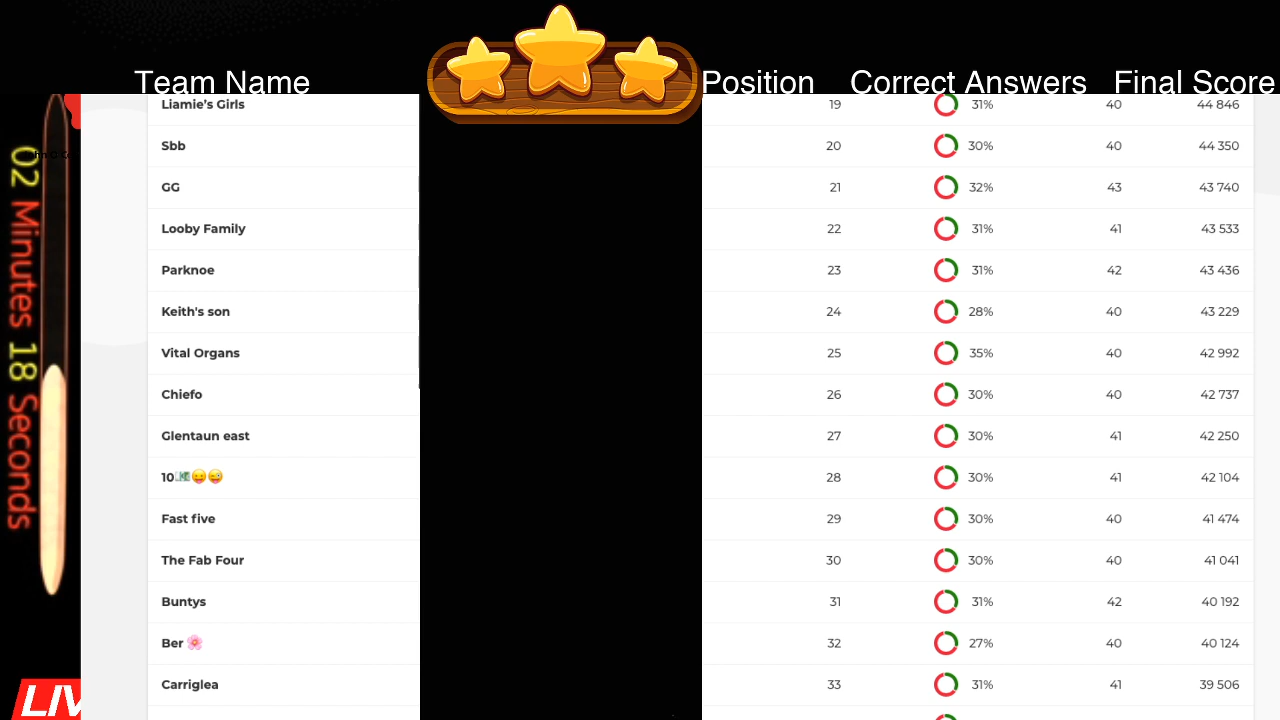 Team Name Position Correct Answers Final Score
Liamie's Girls 19 31% 40 44 846
Sbb 20 30% 40 44 350
GG 21 32% 43 43 740
Looby Family 22 31% 41 43 533
Parknoe 23 31% 42 43 436
Keith's son 24 28% 40 43 229
Vital Organs 25 35% 40 42 992
Chiefo 26 30% 40 42 737
Glentaun east 27 30% 41 42 250
10💶😛😜 28 30% 41 42 104
Fast five 29 30% 40 41 474
The Fab Four 30 30% 40 41 041
Buntys 31 31% 42 40 192
Ber 🌸 32 27% 40 40 124
Carriglea 33 31% 41 39 506
02 Minutes 18 Seconds
LIV